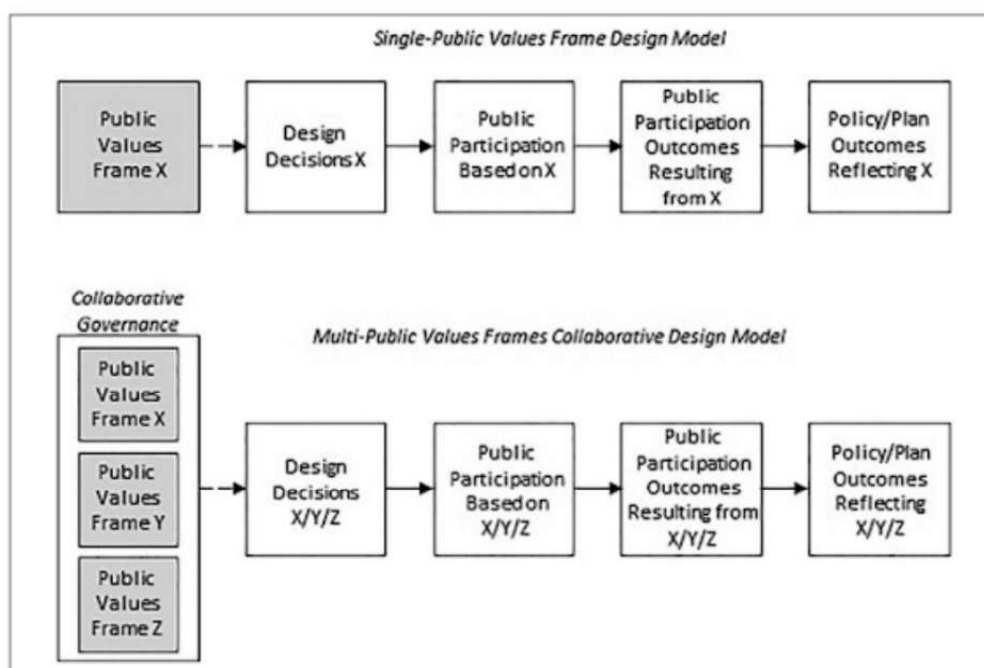 Single-Public Values Frame Design Model
Public
Values
Frame X
Design
Decisions X
Public
Participation
Based on X
Public
Participation
Outcomes
Resulting
from X
Policy/Plan
Outcomes
Reflecting X
Collaborative
Governance
Multi-Public Values Frames Collaborative Design Model
Public
Values
Frame X
Public
Values
Frame Y
Public
Values
Frame Z
Design
Decisions
X/Y/Z
Public
Participation
Based on
X/Y/Z
Public
Participation
Outcomes
Resulting from
X/Y/Z
Policy/Plan
Outcomes
Reflecting
X/Y/Z